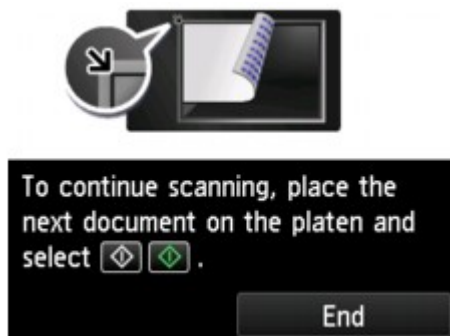 To continue scanning, place the
next document on the platen and
select .
End